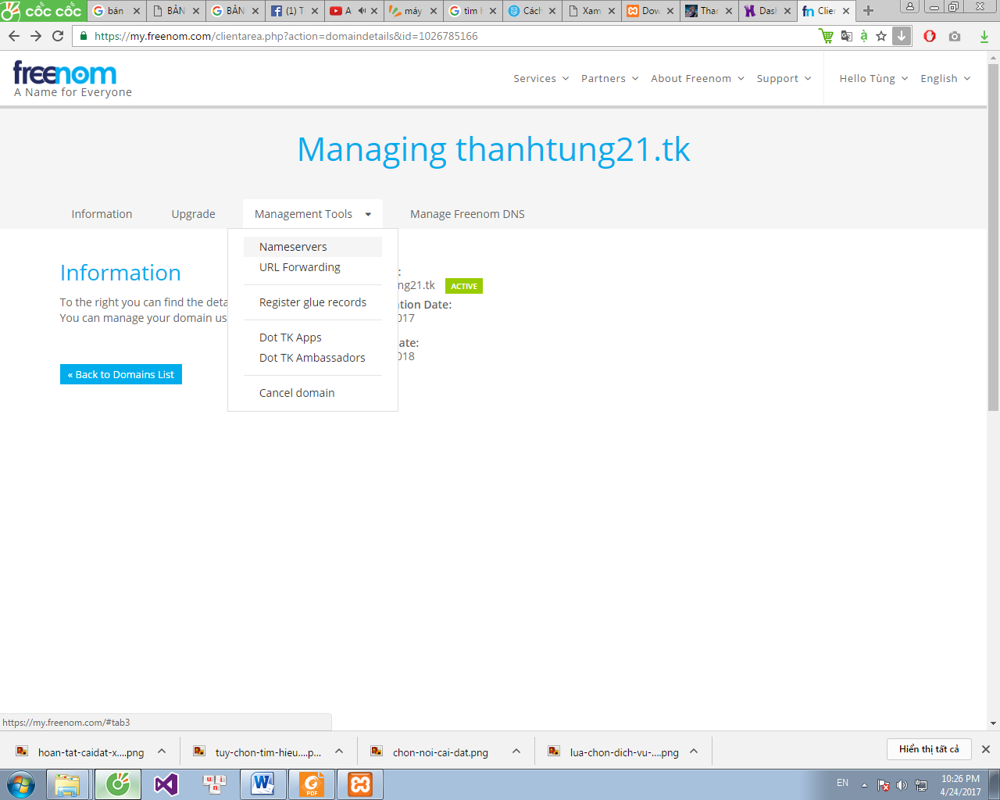 cốc cốc
bán
BẢN
BẢN
(1) T
A
máy
tìm
Cách
Xam
Dow
Thar
Dash
Clie
https://my.freenom.com/clientarea.php?action=domaindetails&id=1026785166
freenom
A Name for Everyone
Services
Partners
About Freenom
Support
Hello Tùng
English
Managing thanhtung21.tk
Information
Upgrade
Management Tools
Manage Freenom DNS
Nameservers
URL Forwarding
Register glue records
Dot TK Apps
Dot TK Ambassadors
Cancel domain
Information
To the right you can find the deta
You can manage your domain us
« Back to Domains List
:
ng21.tk ACTIVE
tion Date:
017
ate:
018
https://my.freenom.com/#tab3
hoan-tat-caidat-x....png
tuy-chon-tim-hieu....p...
chon-noi-cai-dat.png
lua-chon-dich-vu-....png
Hiển thị tất cả
W
PDF
EN
10:26 PM
4/24/2017